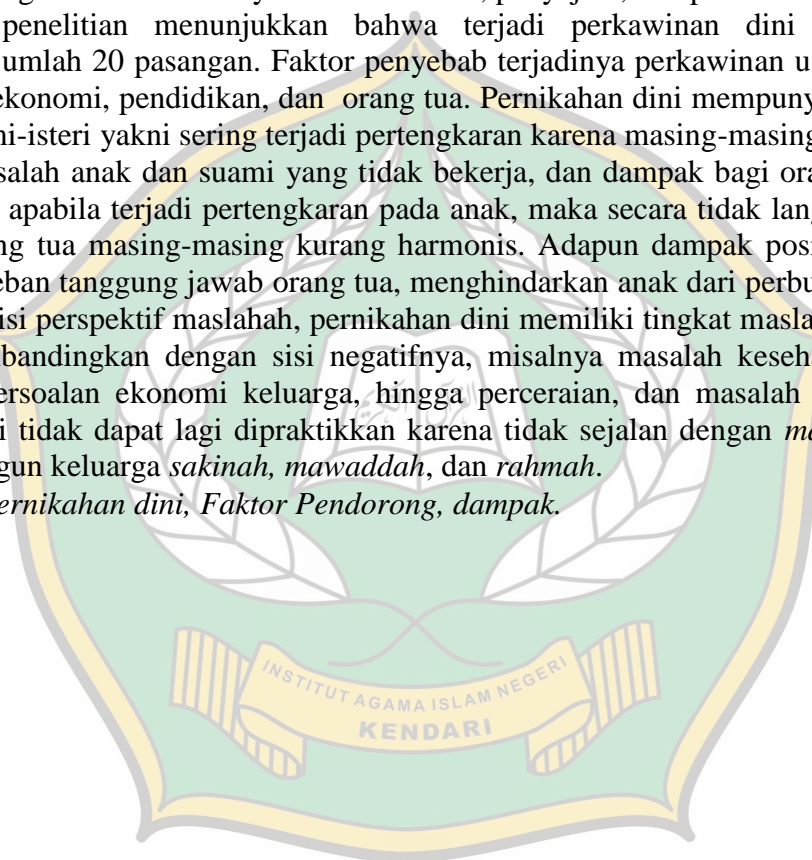 penelitian menunjukkan bahwa terjadi perkawinan dini
umlah 20 pasangan. Faktor penyebab terjadinya perkawinan u
ekonomi, pendidikan, dan orang tua. Pernikahan dini mempuny
ni-isteri yakni sering terjadi pertengkaran karena masing-masing
salah anak dan suami yang tidak bekerja, dan dampak bagi ora
apabila terjadi pertengkaran pada anak, maka secara tidak lang
ng tua masing-masing kurang harmonis. Adapun dampak posi
eban tanggung jawab orang tua, menghindarkan anak dari perbu
isi perspektif maslahah, pernikahan dini memiliki tingkat masla
bandingkan dengan sisi negatifnya, misalnya masalah keseh
ersoalan ekonomi keluarga, hingga perceraian, dan masalah
i tidak dapat lagi dipraktikkan karena tidak sejalan dengan ma
gun keluarga sakinah, mawaddah, dan rahmah.
ernikahan dini, Faktor Pendorong, dampak.
القرآن الكريم
INSTITUT AGAMA ISLAM NEGERI
KENDARI